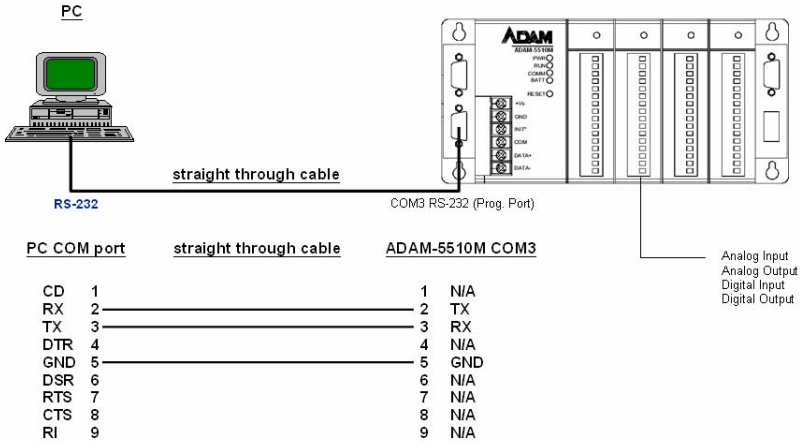 PC
ADAM
ADAM-5510M
PWR
RUN
COMM
BATT
RESET
+Vs
GND
INIT*
COM
DATA+
DATA-
straight through cable
RS-232
COM3 RS-232 (Prog. Port)
PC COM port straight through cable ADAM-5510M COM3
Analog Input
Analog Output
Digital Input
Digital Output
CD 1 1 N/A
RX 2 2 TX
TX 3 3 RX
DTR 4 4 N/A
GND 5 5 GND
DSR 6 6 N/A
RTS 7 7 N/A
CTS 8 8 N/A
RI 9 9 N/A